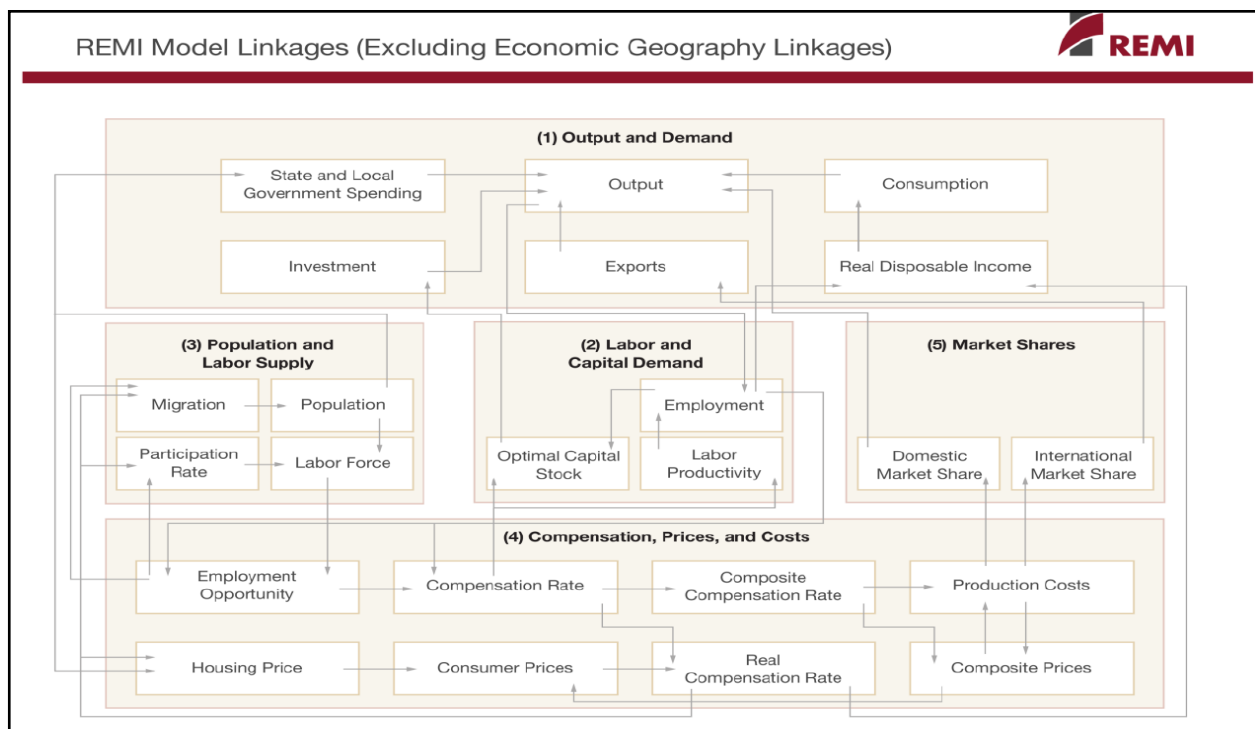 REMI Model Linkages (Excluding Economic Geography Linkages)
REMI
(1) Output and Demand
State and Local
Government Spending
Output
Consumption
Investment
Exports
Real Disposable Income
(3) Population and
Labor Supply
Migration
Population
Participation
Rate
Labor Force
(2) Labor and
Capital Demand
Employment
Optimal Capital
Stock
Labor
Productivity
(5) Market Shares
Domestic
Market Share
International
Market Share
(4) Compensation, Prices, and Costs
Employment
Opportunity
Compensation Rate
Composite
Compensation Rate
Production Costs
Housing Price
Consumer Prices
Real
Compensation Rate
Composite Prices